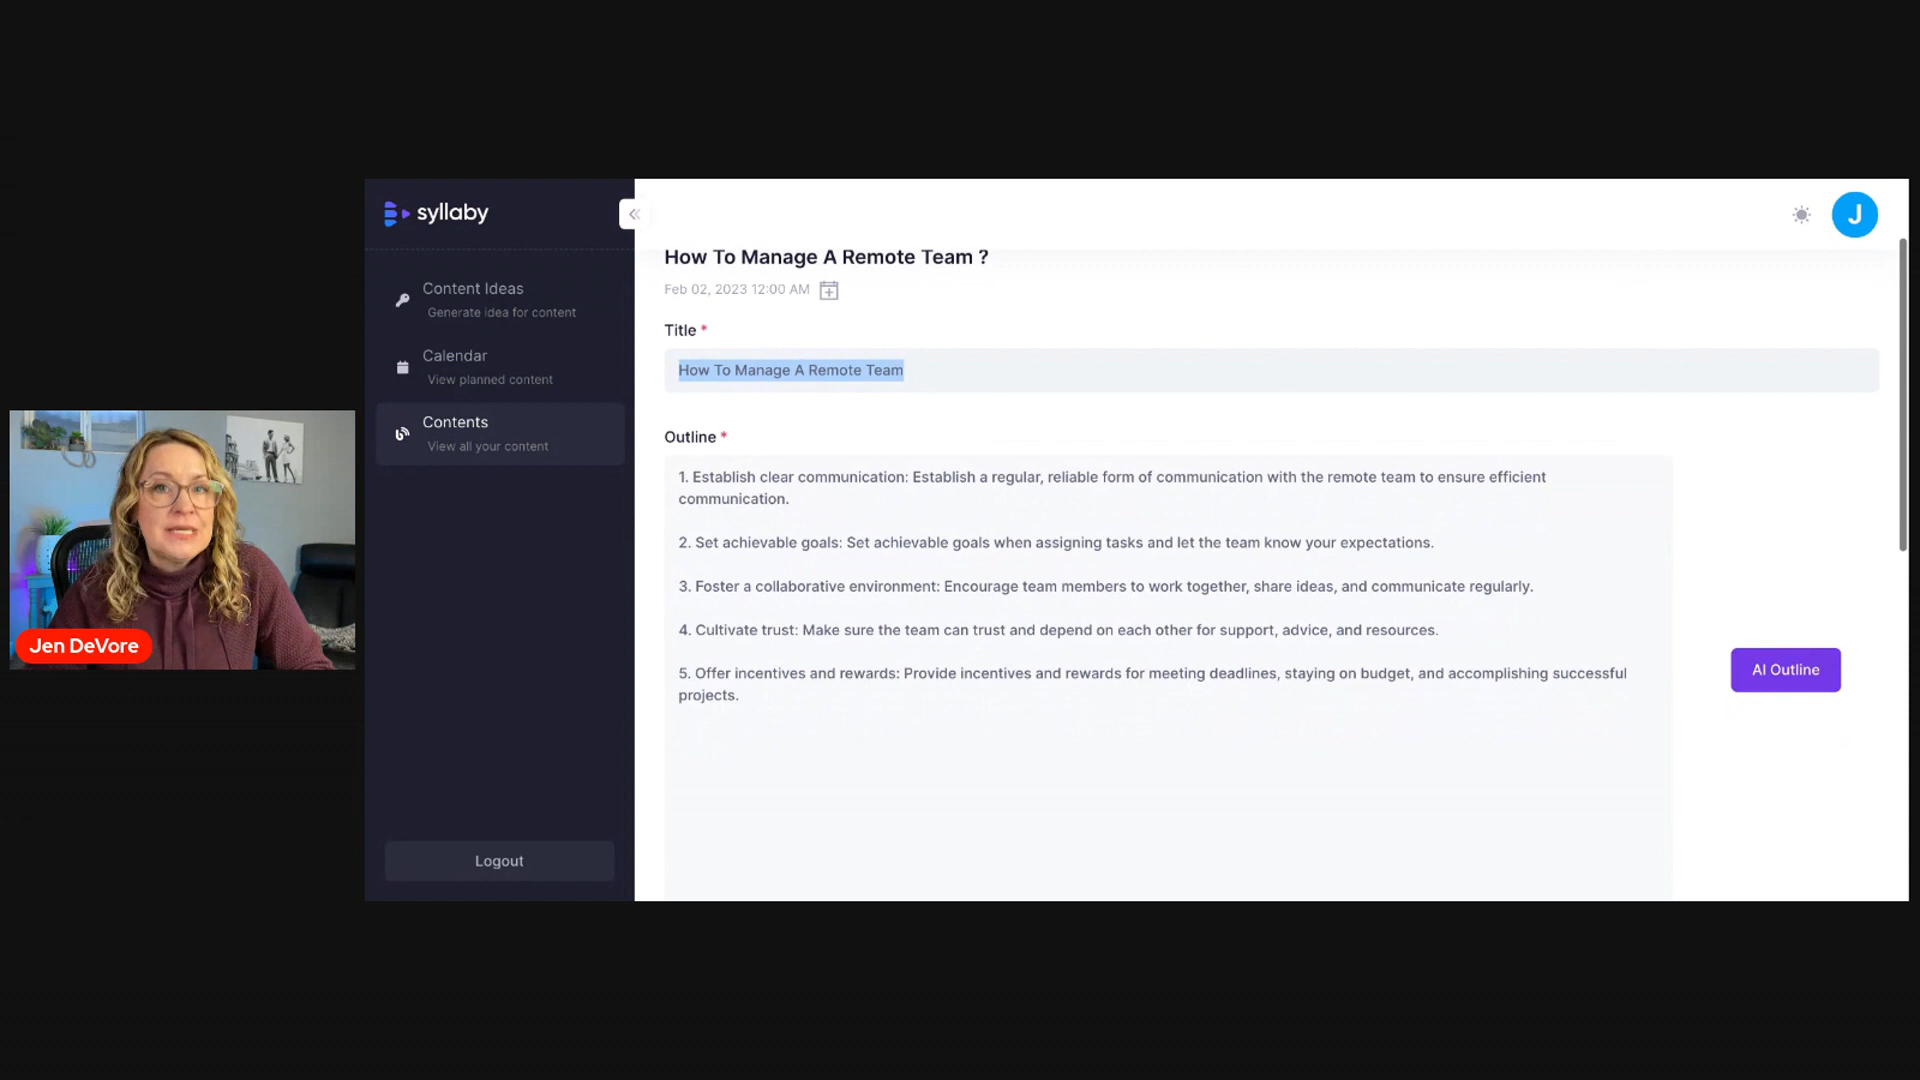 syllaby
Content Ideas
Generate idea for content
Calendar
View planned content
Contents
View all your content
Logout
J
How To Manage A Remote Team ?
Feb 02, 2023 12:00 AM
Title *
How To Manage A Remote Team
Outline *
1. Establish clear communication: Establish a regular, reliable form of communication with the remote team to ensure efficient
communication.
2. Set achievable goals: Set achievable goals when assigning tasks and let the team know your expectations.
3. Foster a collaborative environment: Encourage team members to work together, share ideas, and communicate regularly.
4. Cultivate trust: Make sure the team can trust and depend on each other for support, advice, and resources.
5. Offer incentives and rewards: Provide incentives and rewards for meeting deadlines, staying on budget, and accomplishing successful
projects.
AI Outline
Jen DeVore